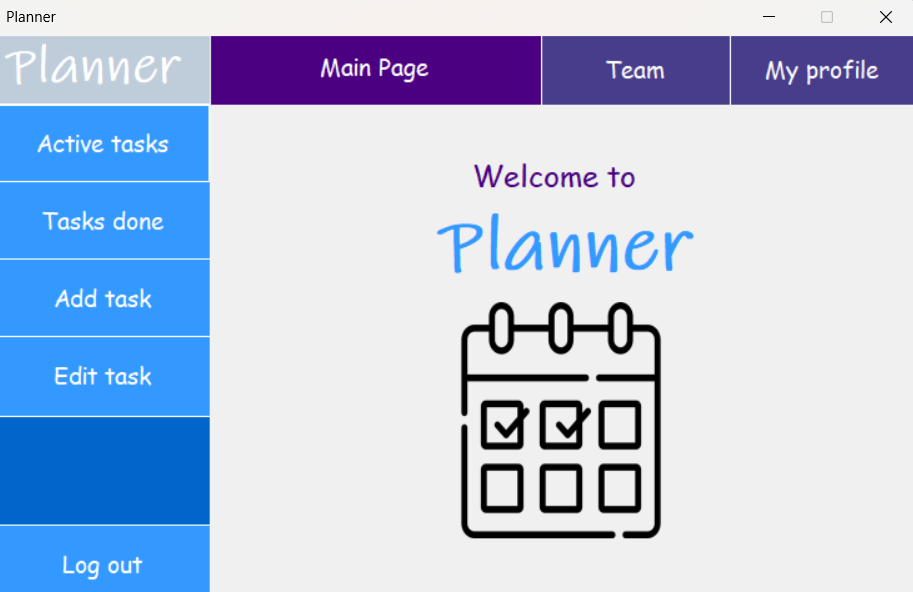 Planner
Planner
Main Page
Team
My profile
Active tasks
Tasks done
Add task
Edit task
Log out
Welcome to
Planner